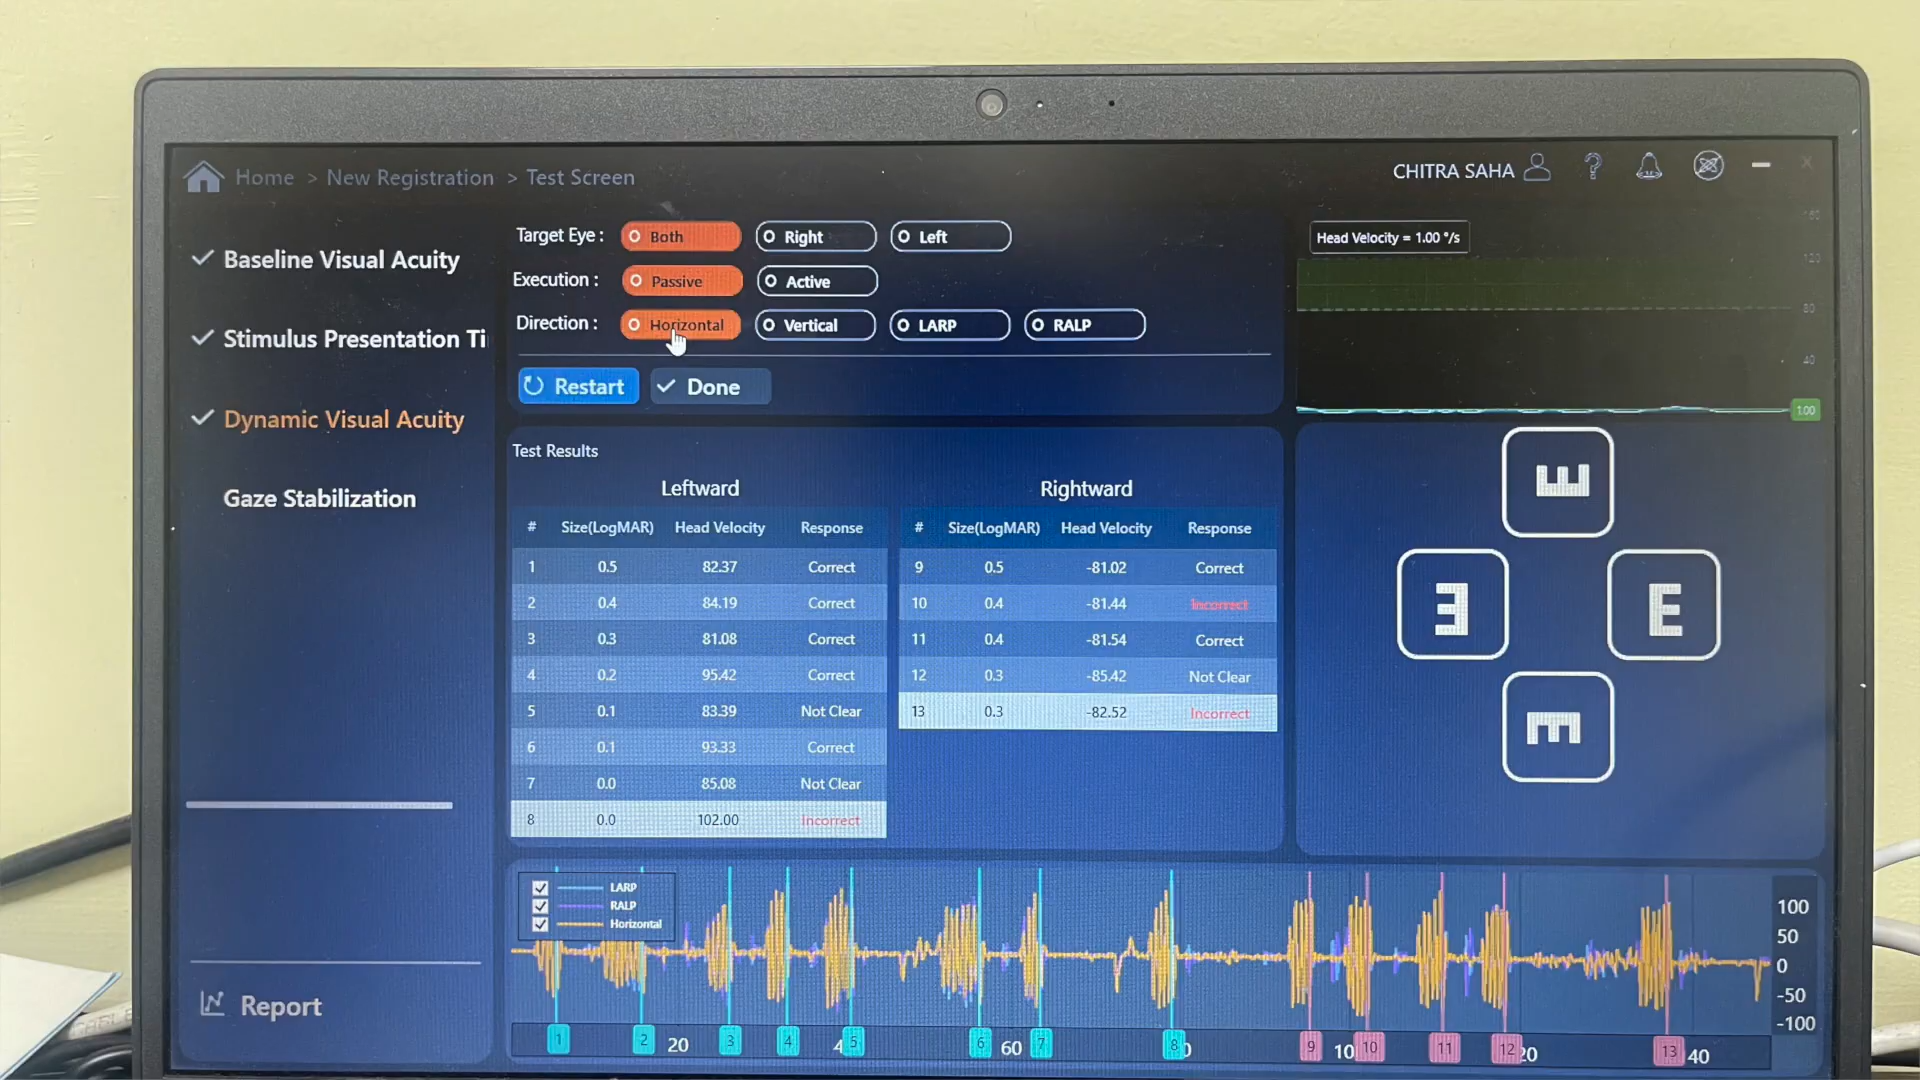 Home > New Registration > Test Screen
CHITRA SAHA
Baseline Visual Acuity
Stimulus Presentation Ti
Dynamic Visual Acuity
Gaze Stabilization
Report
Target Eye : Both Right Left
Execution : Passive Active
Direction : Horizontal Vertical LARP RALP
Restart Done
Head Velocity = 1.00 °/s
160
120
80
40
1.00
Test Results
Leftward
# Size(LogMAR) Head Velocity Response
1 0.5 82.37 Correct
2 0.4 84.19 Correct
3 0.3 81.08 Correct
4 0.2 95.42 Correct
5 0.1 83.39 Not Clear
6 0.1 93.33 Correct
7 0.0 85.08 Not Clear
8 0.0 102.00 Incorrect
Rightward
# Size(LogMAR) Head Velocity Response
9 0.5 -81.02 Correct
10 0.4 -81.44 Incorrect
11 0.4 -81.54 Correct
12 0.3 -85.42 Not Clear
13 0.3 -82.52 Incorrect
E
E E
E
LARP
RALP
Horizontal
100
50
0
-50
-100
1 2 20 3 4 5 6 60 7 8 9 10 11 12 20 13 40